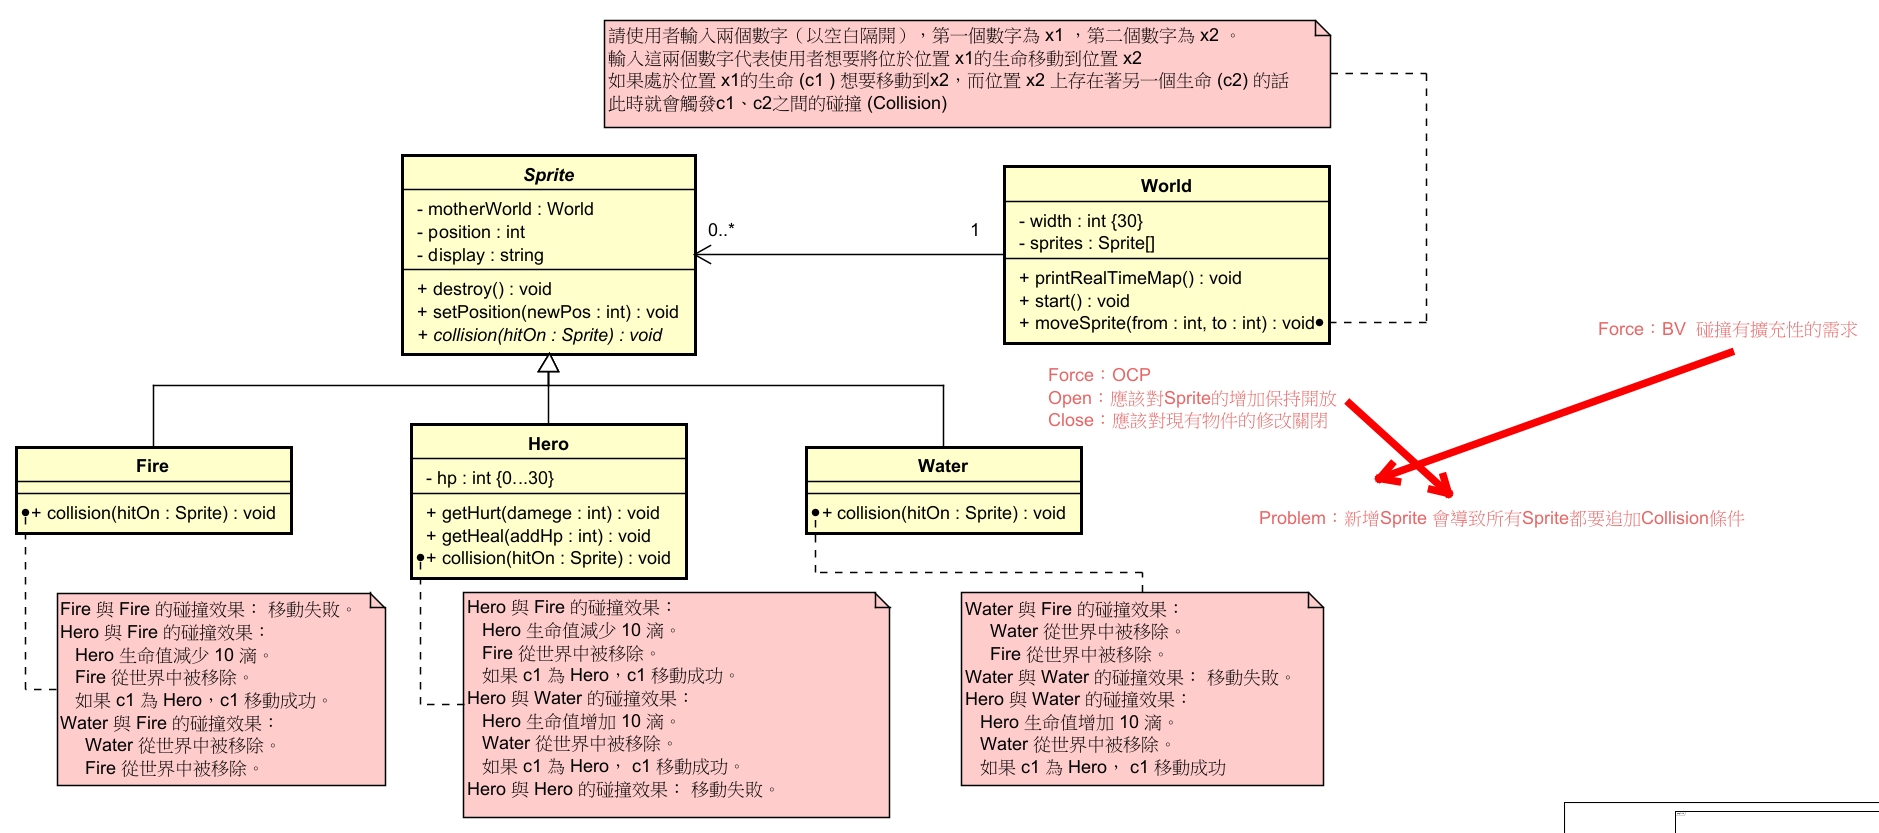 請使用者輸入兩個數字（以空白隔開），第一個數字為 x1 ，第二個數字為 x2 。
輸入這兩個數字代表使用者想要將位於位置 x1的生命移動到位置 x2
如果處於位置 x1的生命 (c1 ) 想要移動到x2，而位置 x2 上存在著另一個生命 (c2) 的話
此時就會觸發c1、c2之間的碰撞 (Collision)
Sprite
- motherWorld : World
- position : int
- display : string
+ destroy() : void
+ setPosition(newPos : int) : void
+ collision(hitOn : Sprite) : void
0..*
1
World
- width : int {30}
- sprites : Sprite[]
+ printRealTimeMap() : void
+ start() : void
+ moveSprite(from : int, to : int) : void
Force：BV 碰撞有擴充性的需求
Force：OCP
Open：應該對Sprite的增加保持開放
Close：應該對現有物件的修改關閉
Problem：新增Sprite 會導致所有Sprite都要追加Collision條件
Fire
+ collision(hitOn : Sprite) : void
Hero
- hp : int {0...30}
+ getHurt(damege : int) : void
+ getHeal(addHp : int) : void
+ collision(hitOn : Sprite) : void
Water
+ collision(hitOn : Sprite) : void
Fire 與 Fire 的碰撞效果： 移動失敗。
Hero 與 Fire 的碰撞效果：
Hero 生命值減少 10 滴。
Fire 從世界中被移除。
如果 c1 為 Hero，c1 移動成功。
Water 與 Fire 的碰撞效果：
Water 從世界中被移除。
Fire 從世界中被移除。
Hero 與 Fire 的碰撞效果：
Hero 生命值減少 10 滴。
Fire 從世界中被移除。
如果 c1 為 Hero，c1 移動成功。
Hero 與 Water 的碰撞效果：
Hero 生命值增加 10 滴。
Water 從世界中被移除。
如果 c1 為 Hero， c1 移動成功。
Hero 與 Hero 的碰撞效果： 移動失敗。
Water 與 Fire 的碰撞效果：
Water 從世界中被移除。
Fire 從世界中被移除。
Water 與 Water 的碰撞效果： 移動失敗。
Hero 與 Water 的碰撞效果：
Hero 生命值增加 10 滴。
Water 從世界中被移除。
如果 c1 為 Hero， c1 移動成功